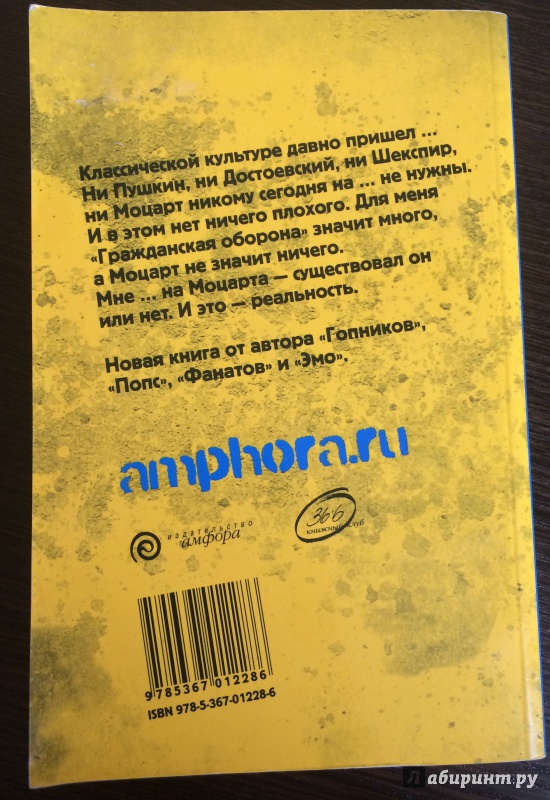 Классической культуре давно пришел ...
Ни Пушкин, ни Достоевский, ни Шекспир,
ни Моцарт никому сегодня на ... не нужны.
И в этом нет ничего плохого. Для меня
«Гражданская оборона» значит много,
а Моцарт не значит ничего.
Мне ... на Моцарта — существовал он
или нет. И это — реальность.
Новая книга от автора «Гопников»,
«Попс», «Фанатов» и «Эмо».
amphora.ru
издательство
амфора
36'6
книжный клуб
9 785367 012286
ISBN 978-5-367-01228-6
Лабиринт.ру